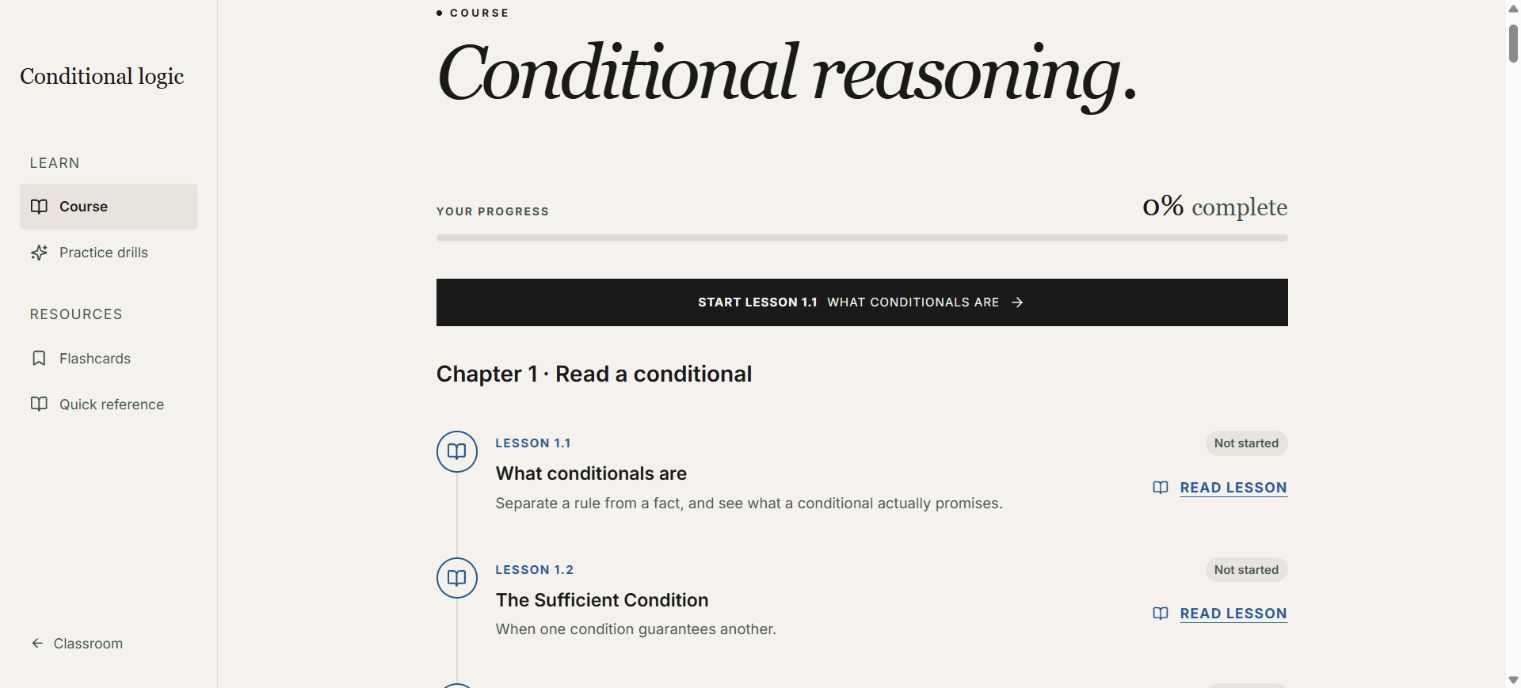 Conditional logic
LEARN
Course
Practice drills
RESOURCES
Flashcards
Quick reference
Classroom
COURSE
Conditional reasoning.
YOUR PROGRESS
0% complete
START LESSON 1.1 WHAT CONDITIONALS ARE
Chapter 1 · Read a conditional
LESSON 1.1
What conditionals are
Separate a rule from a fact, and see what a conditional actually promises.
Not started
READ LESSON
LESSON 1.2
The Sufficient Condition
When one condition guarantees another.
Not started
READ LESSON